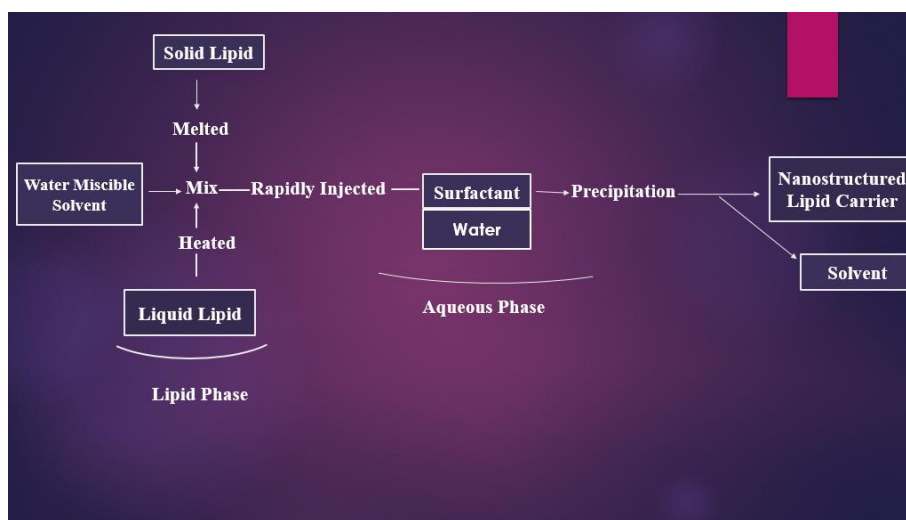 Solid Lipid
Melted
Water Miscible
Solvent
Mix
Rapidly Injected
Heated
Liquid Lipid
Lipid Phase
Surfactant
Water
Aqueous Phase
Precipitation
Nanostructured
Lipid Carrier
Solvent